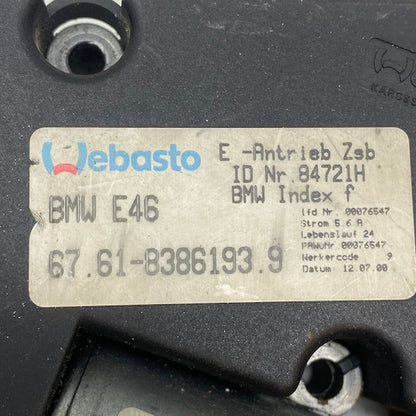 Webasto
E -Antrieb Zsb
ID Nr.84721H
BMW Index f
BMW E46
67.61-8386193.9
lfd Nr. 00076547
Strom 5.6 A
Lebenslauf 24
PAWuNr.00076547
Werkercode 9
Datum 12.07.00